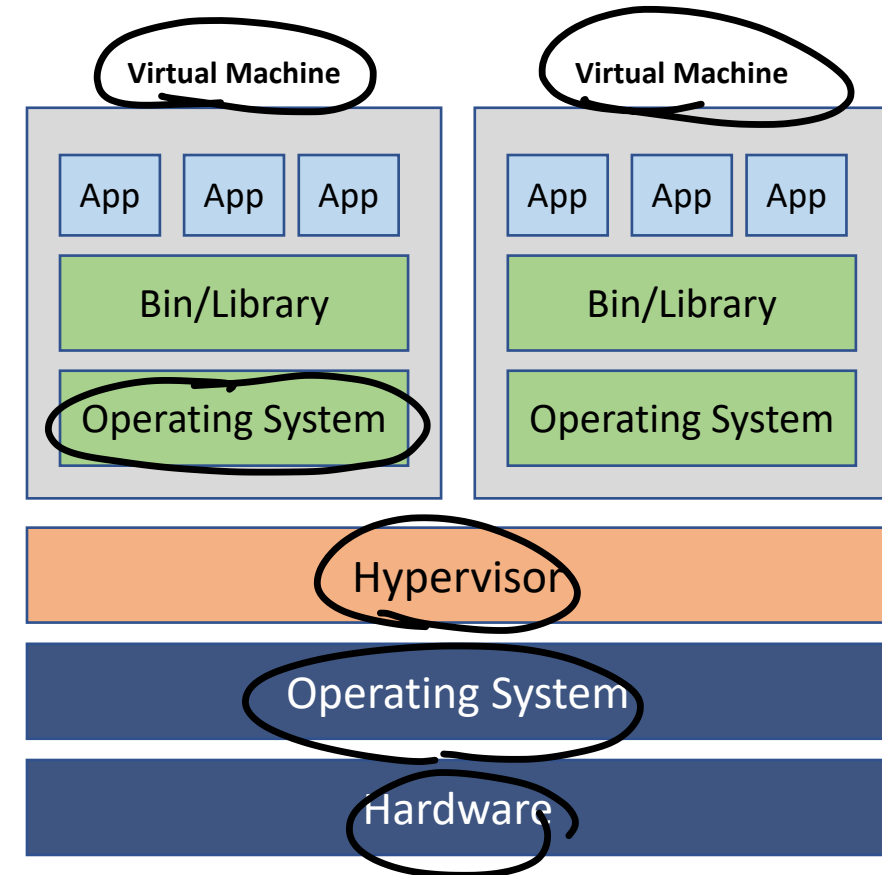 Virtual Machine Virtual Machine
App App App App App App
Bin/Library Bin/Library
Operating System Operating System
Hypervisor
Operating System
Hardware